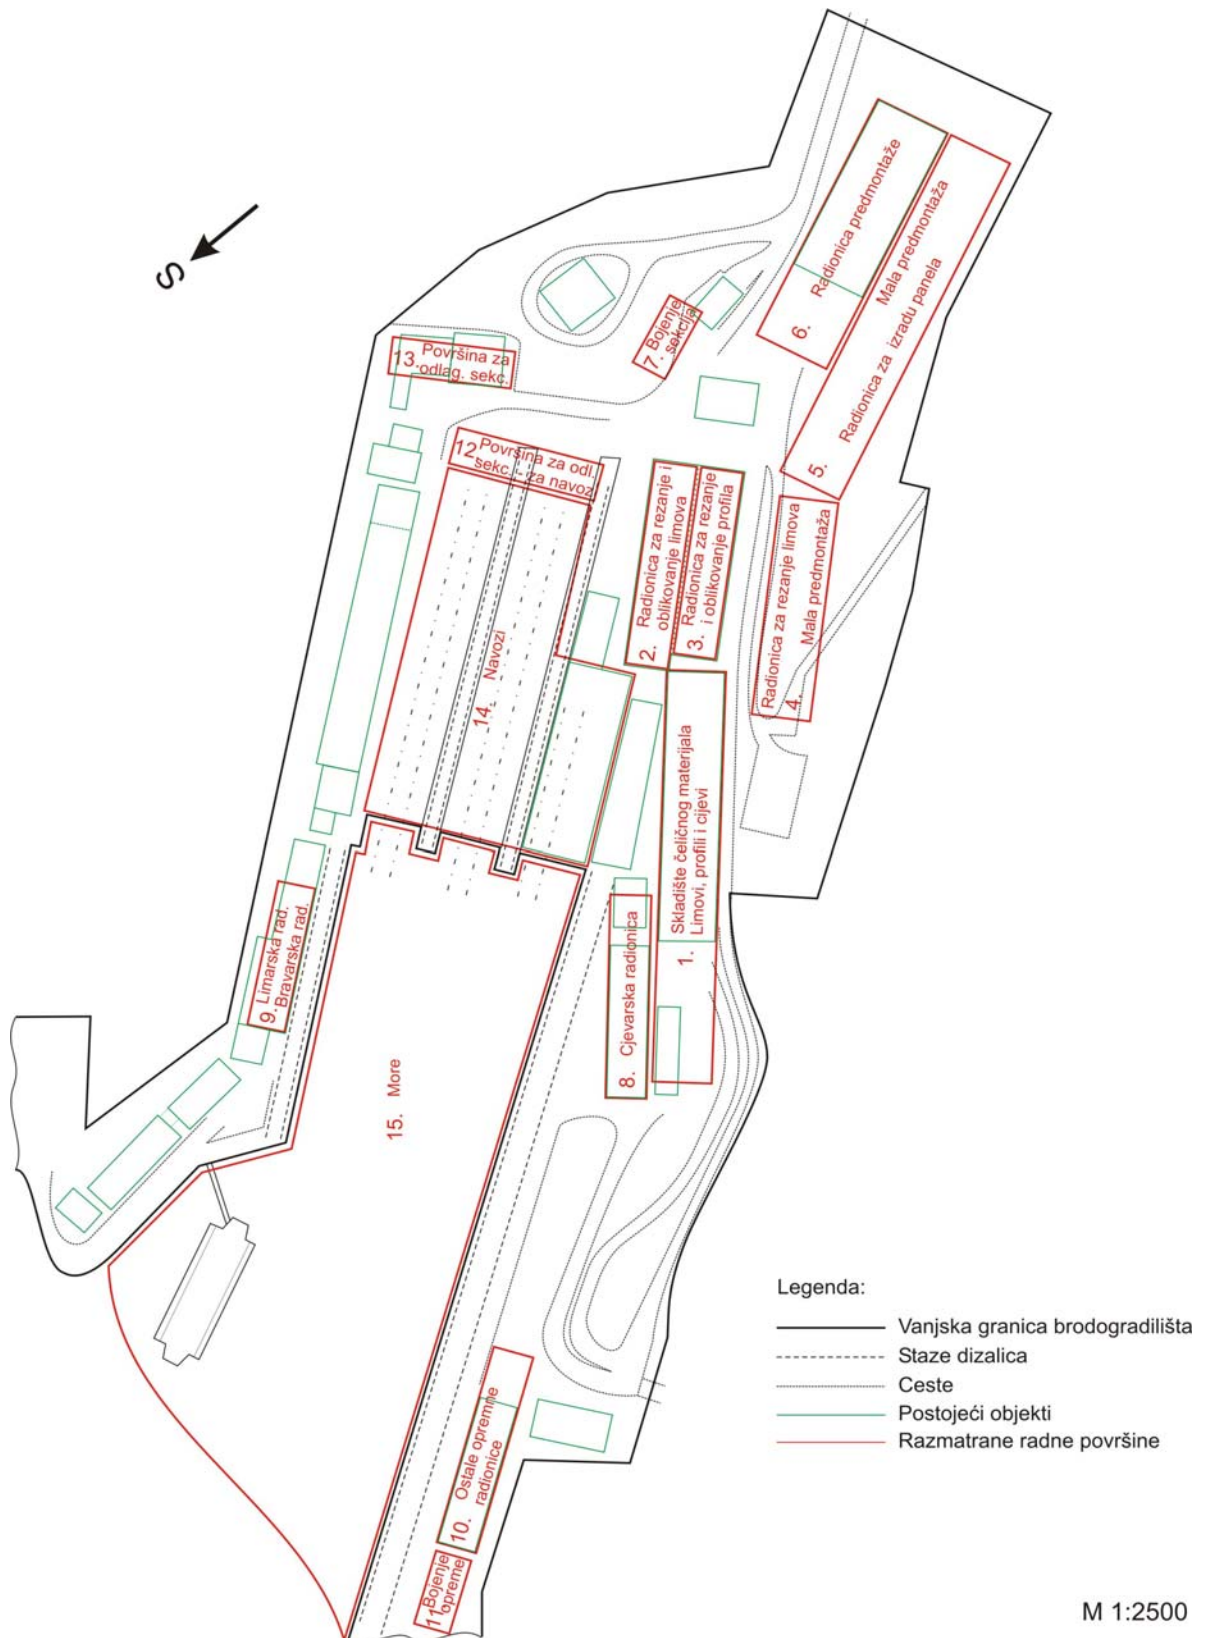 S
6. Radionica predmontaže
Mala predmontaža
5. Radionica za izradu panela
7. Bojenje
sekcija
13. Površina za
odlag. sekc.
12 Površina za odl.
sekc. - za navoz
2. Radionica za rezanje i
oblikovanje limova
3. Radionica za rezanje
i oblikovanje profila
Radionica za rezanje limova
4. Mala predmontaža
14. Navozi
1. Skladište čeličnog materijala
Limovi, profili i cijevi
8. Cjevarska radionica
9. Limarska rad.
Bravarska rad.
15. More
10. Ostale opremne
radionice
11 Bojenje
opreme
Legenda:
Vanjska granica brodogradilišta
Staze dizalica
Ceste
Postojeći objekti
Razmatrane radne površine
M 1:2500